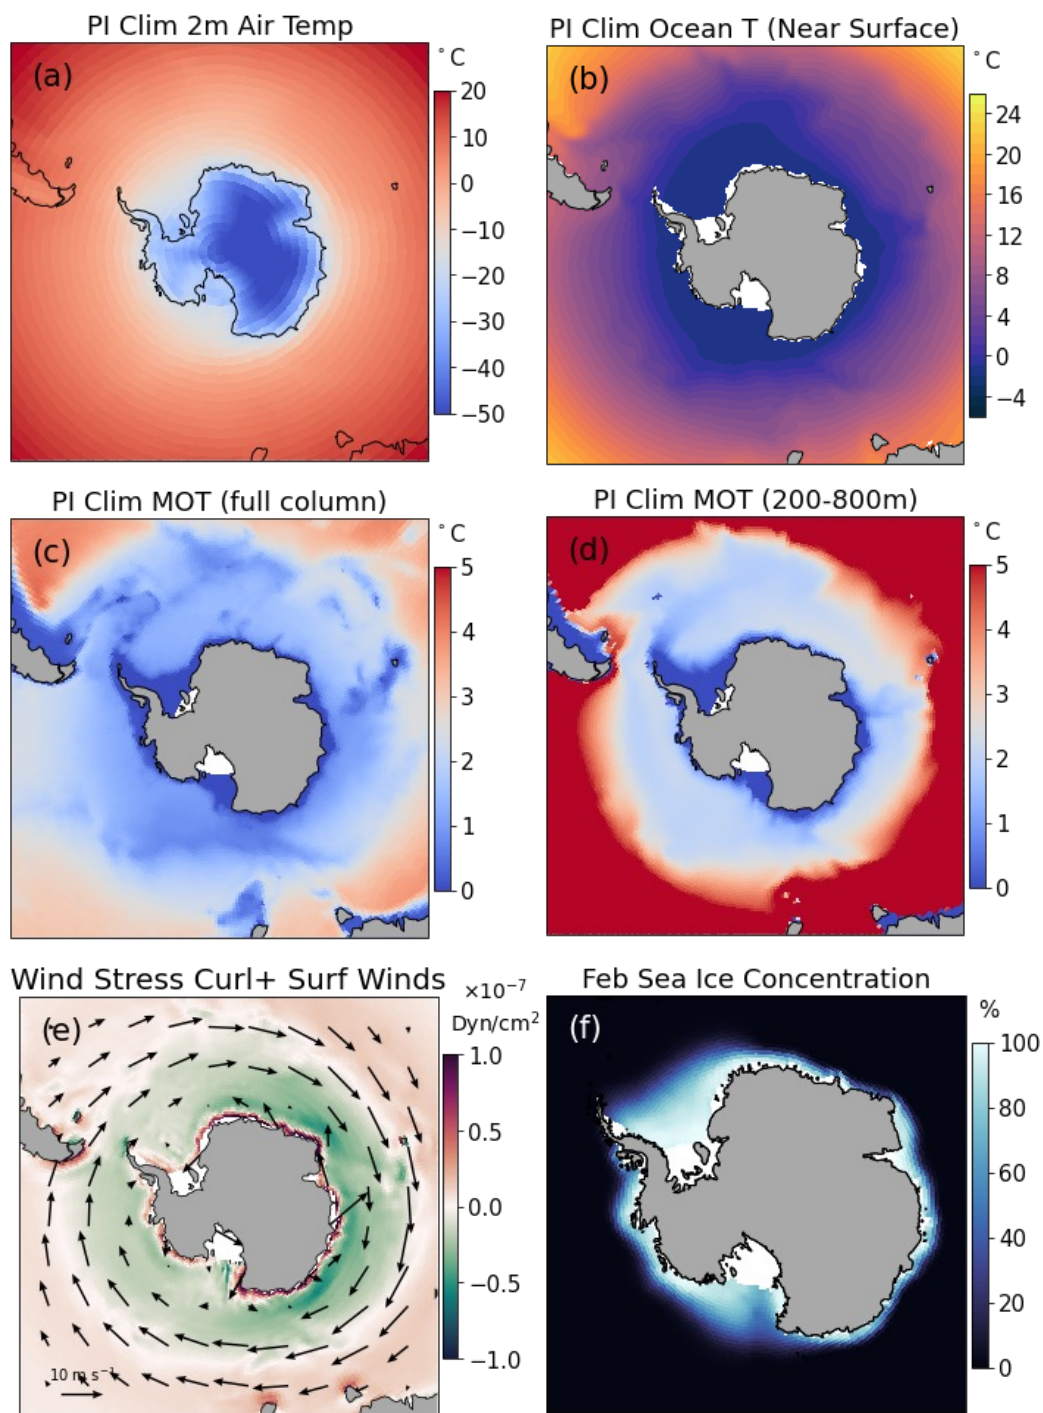 PI Clim 2m Air Temp
(a)
°C
20
10
0
−10
−20
−30
−40
−50
PI Clim Ocean T (Near Surface)
(b)
°C
24
20
16
12
8
4
0
−4
PI Clim MOT (full column)
(c)
°C
5
4
3
2
1
0
PI Clim MOT (200-800m)
(d)
°C
5
4
3
2
1
0
Wind Stress Curl+ Surf Winds
(e)
×10⁻⁷
Dyn/cm²
1.0
0.5
0.0
−0.5
−1.0
10 m s⁻¹
Feb Sea Ice Concentration
(f)
%
100
80
60
40
20
0